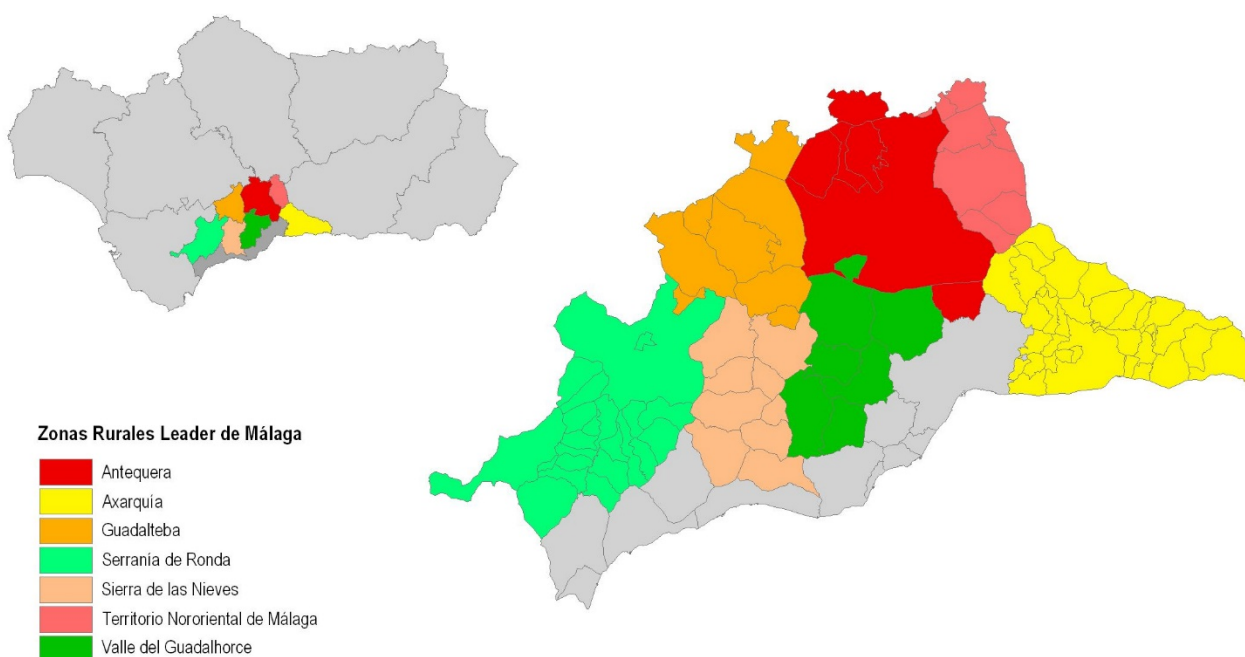 Zonas Rurales Leader de Málaga
Antequera
Axarquía
Guadalteba
Serranía de Ronda
Sierra de las Nieves
Territorio Nororiental de Málaga
Valle del Guadalhorce